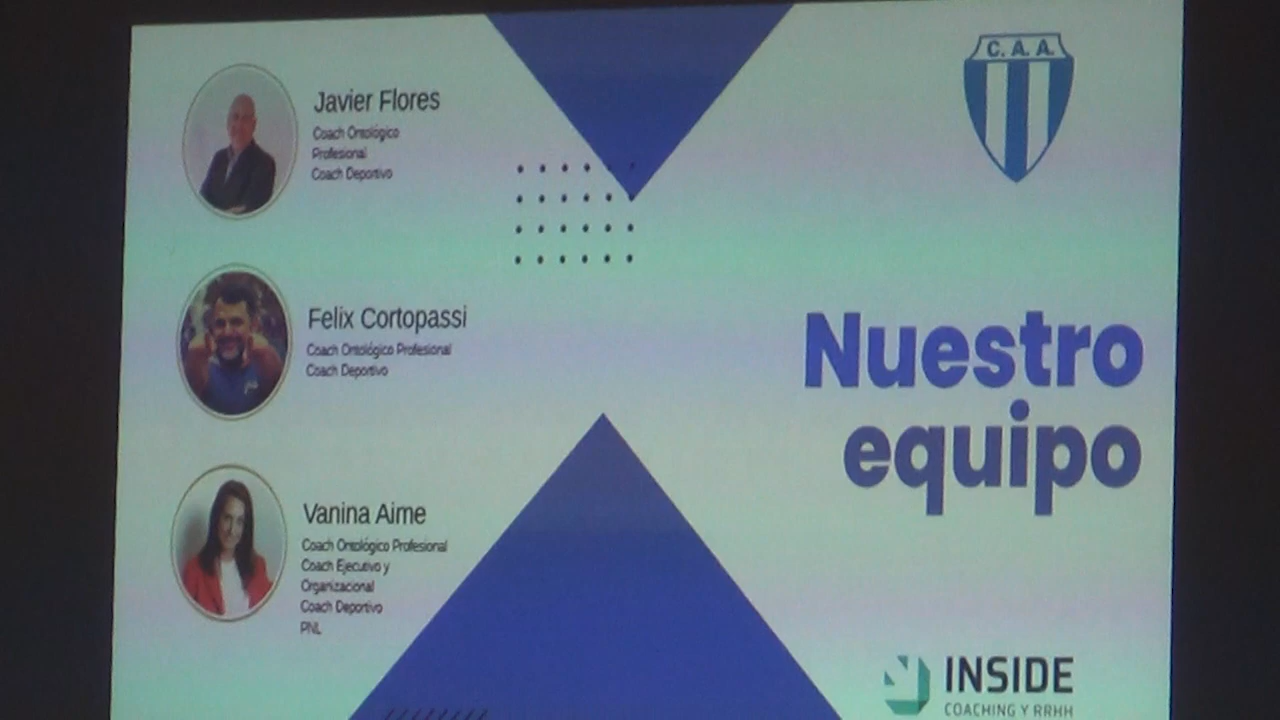 Javier Flores
Coach Ontológico
Profesional
Coach Deportivo
Felix Cortopassi
Coach Ontológico Profesional
Coach Deportivo
Vanina Aime
Coach Ontológico Profesional
Coach Ejecutivo y
Organizacional
Coach Deportivo
PNL
C. A. A.
Nuestro
equipo
INSIDE
COACHING Y RRHH